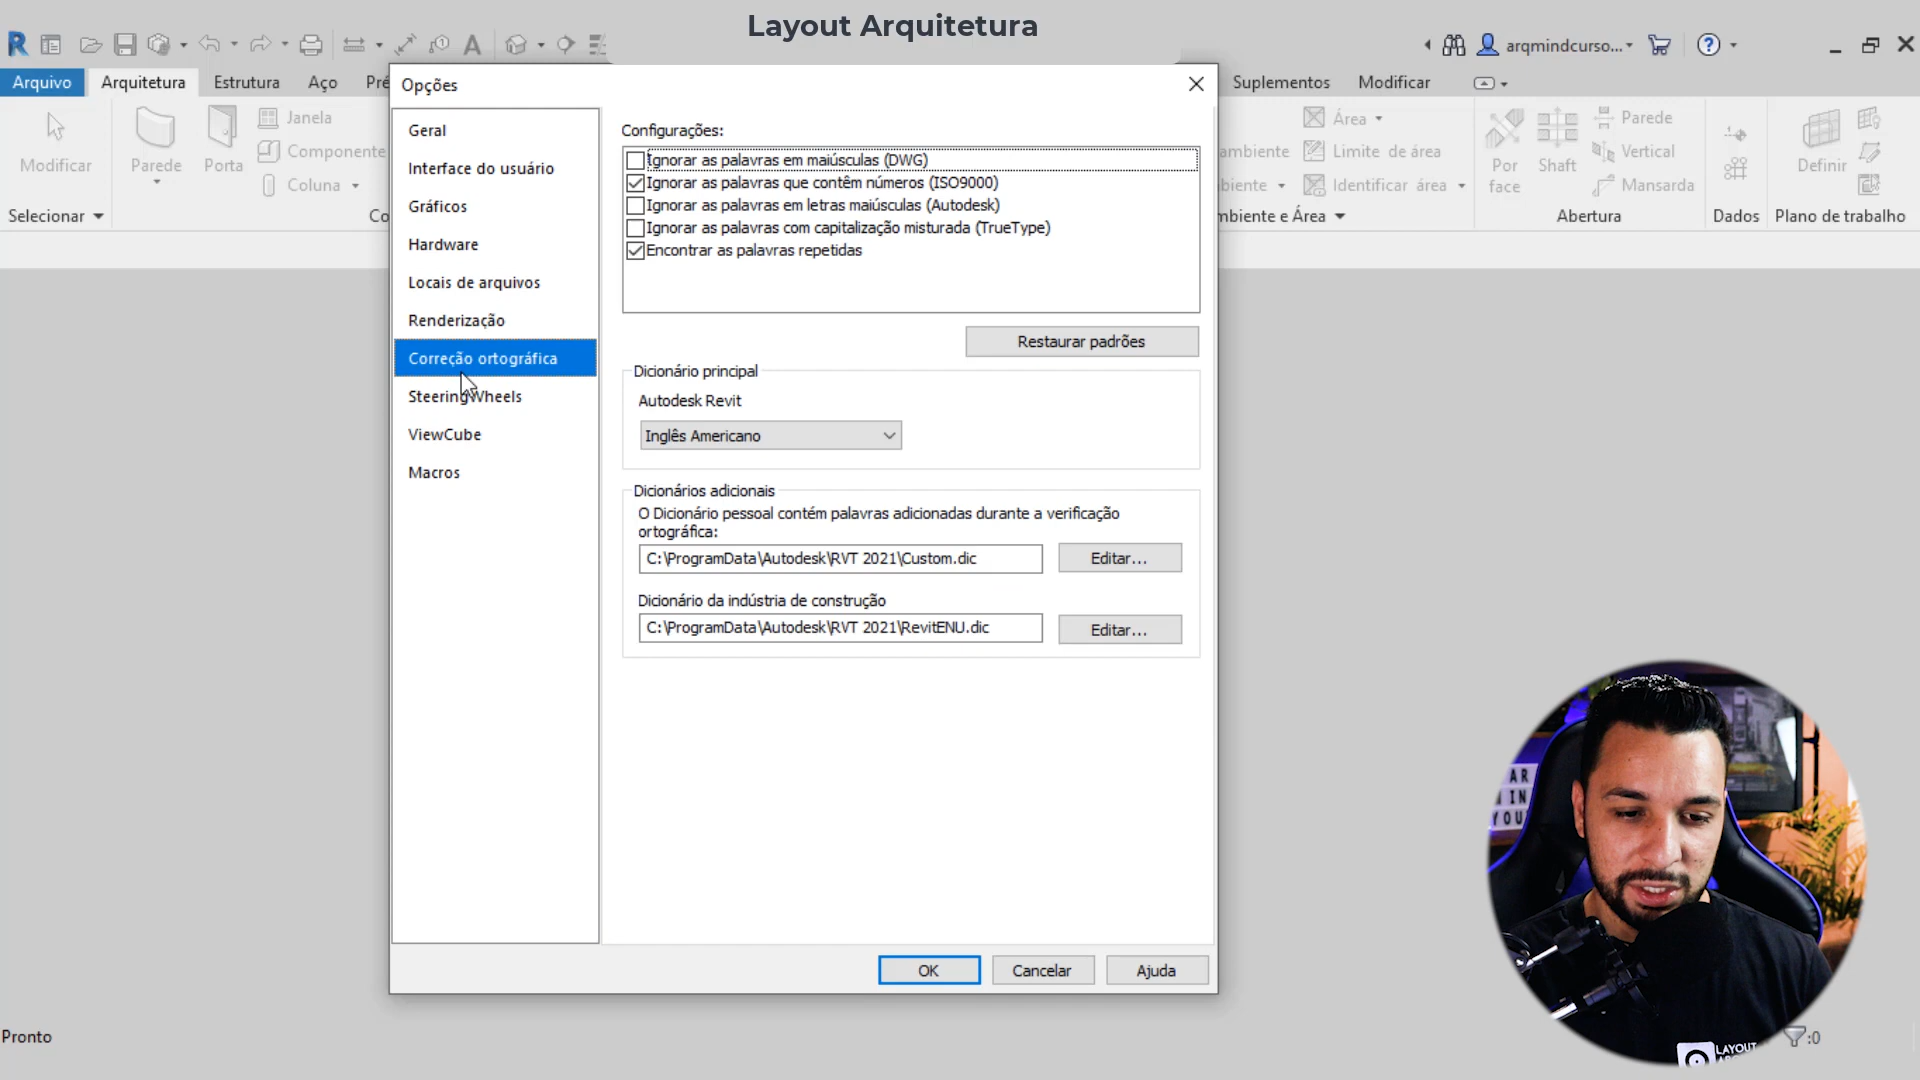 Layout Arquitetura
arqmindcurso...
Arquivo
Arquitetura
Estrutura
Aço
Pré
Suplementos
Modificar
Modificar
Parede
Porta
Janela
Componente
Coluna
Selecionar
Co
ambiente
biente
Área
Limite de área
Identificar área
mbiente e Área
Por
face
Shaft
Parede
Vertical
Mansarda
Abertura
Dados
Definir
Plano de trabalho
Opções
Geral
Interface do usuário
Gráficos
Hardware
Locais de arquivos
Renderização
Correção ortográfica
SteeringWheels
ViewCube
Macros
Configurações:
Ignorar as palavras em maiúsculas (DWG)
Ignorar as palavras que contêm números (ISO9000)
Ignorar as palavras em letras maiúsculas (Autodesk)
Ignorar as palavras com capitalização misturada (TrueType)
Encontrar as palavras repetidas
Restaurar padrões
Dicionário principal
Autodesk Revit
Inglês Americano
Dicionários adicionais
O Dicionário pessoal contém palavras adicionadas durante a verificação
ortográfica:
C:\ProgramData\Autodesk\RVT 2021\Custom.dic
Editar...
Dicionário da indústria de construção
C:\ProgramData\Autodesk\RVT 2021\RevitENU.dic
Editar...
OK
Cancelar
Ajuda
Pronto
:0
AR
IN
YOU
LAYOUT